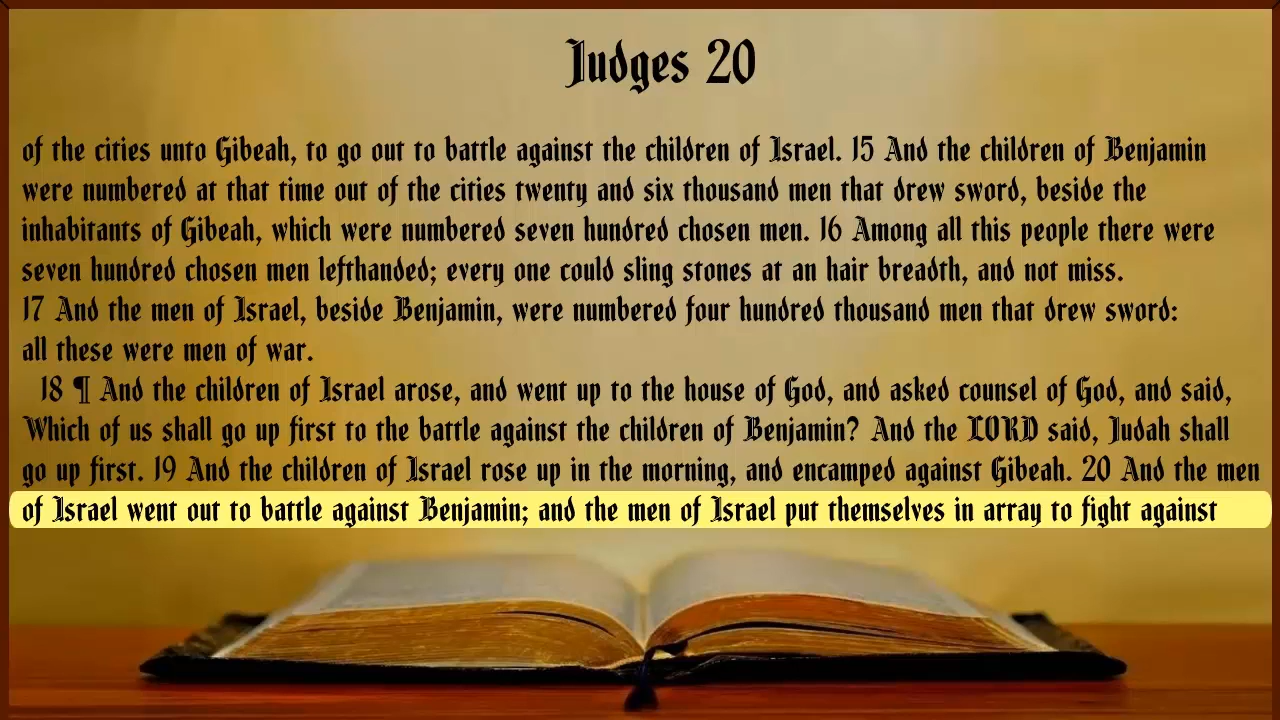 Judges 20
of the cities unto Gibeah, to go out to battle against the children of Israel. 15 And the children of Benjamin
were numbered at that time out of the cities twenty and six thousand men that drew sword, beside the
inhabitants of Gibeah, which were numbered seven hundred chosen men. 16 Among all this people there were
seven hundred chosen men lefthanded; every one could sling stones at an hair breadth, and not miss.
17 And the men of Israel, beside Benjamin, were numbered four hundred thousand men that drew sword:
all these were men of war.
18 ¶ And the children of Israel arose, and went up to the house of God, and asked counsel of God, and said,
Which of us shall go up first to the battle against the children of Benjamin? And the LORD said, Judah shall
go up first. 19 And the children of Israel rose up in the morning, and encamped against Gibeah. 20 And the men
of Israel went out to battle against Benjamin; and the men of Israel put themselves in array to fight against